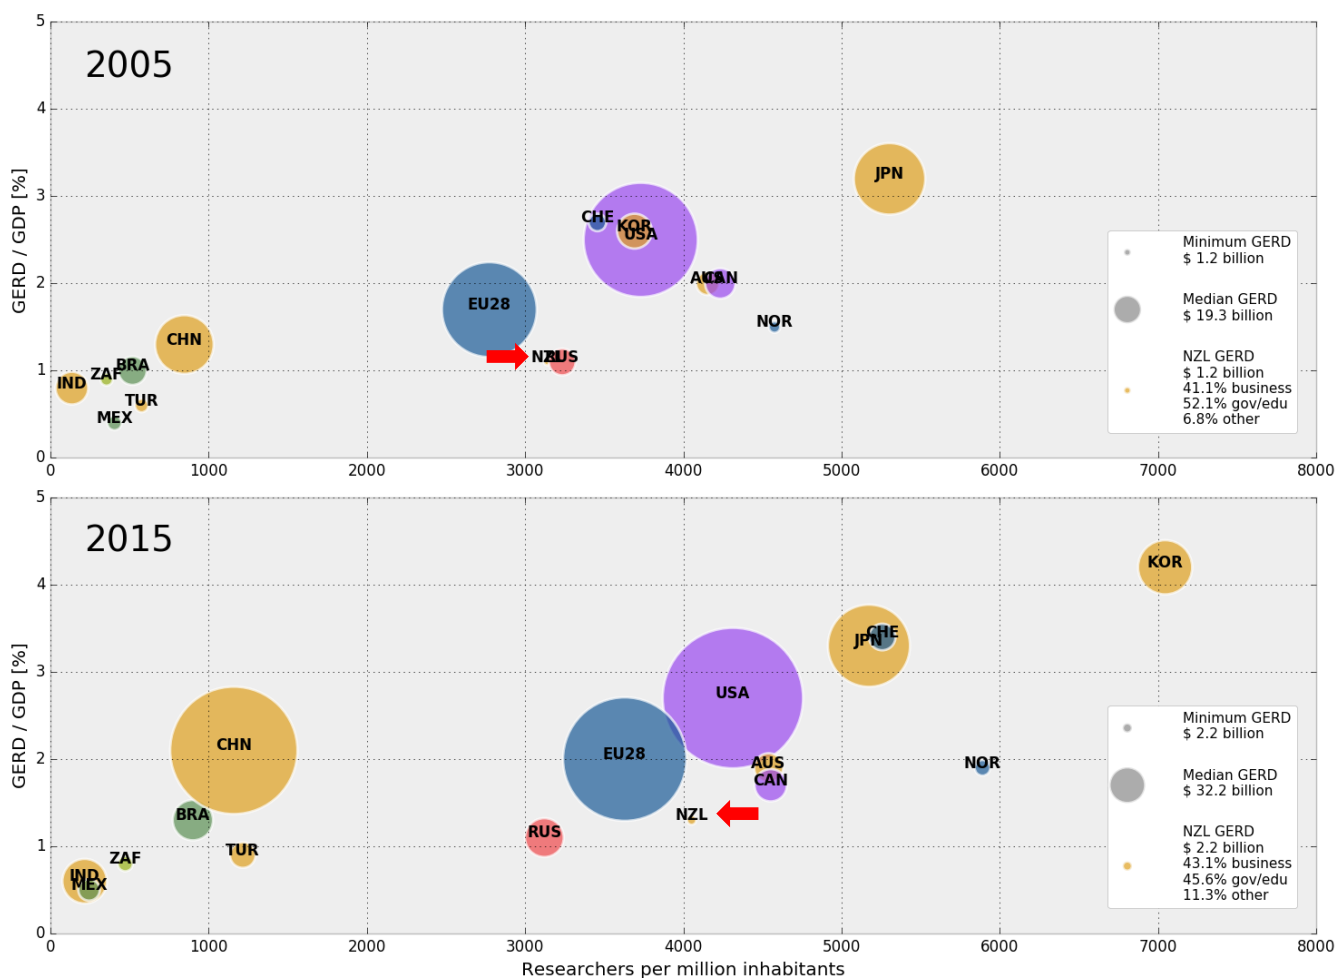 2005
GERD / GDP [%]
5
4
3
2
1
0
JPN
CHE
KOR
USA
AUS
CAN
EU28
NOR
CHN
NZL
RUS
BRA
ZAF
IND
TUR
MEX
Minimum GERD
$ 1.2 billion
Median GERD
$ 19.3 billion
NZL GERD
$ 1.2 billion
41.1% business
52.1% gov/edu
6.8% other
0 1000 2000 3000 4000 5000 6000 7000 8000
2015
GERD / GDP [%]
5
4
3
2
1
0
KOR
CHE
JPN
USA
CHN
EU28
AUS
NOR
CAN
BRA
NZL
RUS
TUR
ZAF
IND
MEX
Minimum GERD
$ 2.2 billion
Median GERD
$ 32.2 billion
NZL GERD
$ 2.2 billion
43.1% business
45.6% gov/edu
11.3% other
0 1000 2000 3000 4000 5000 6000 7000 8000
Researchers per million inhabitants